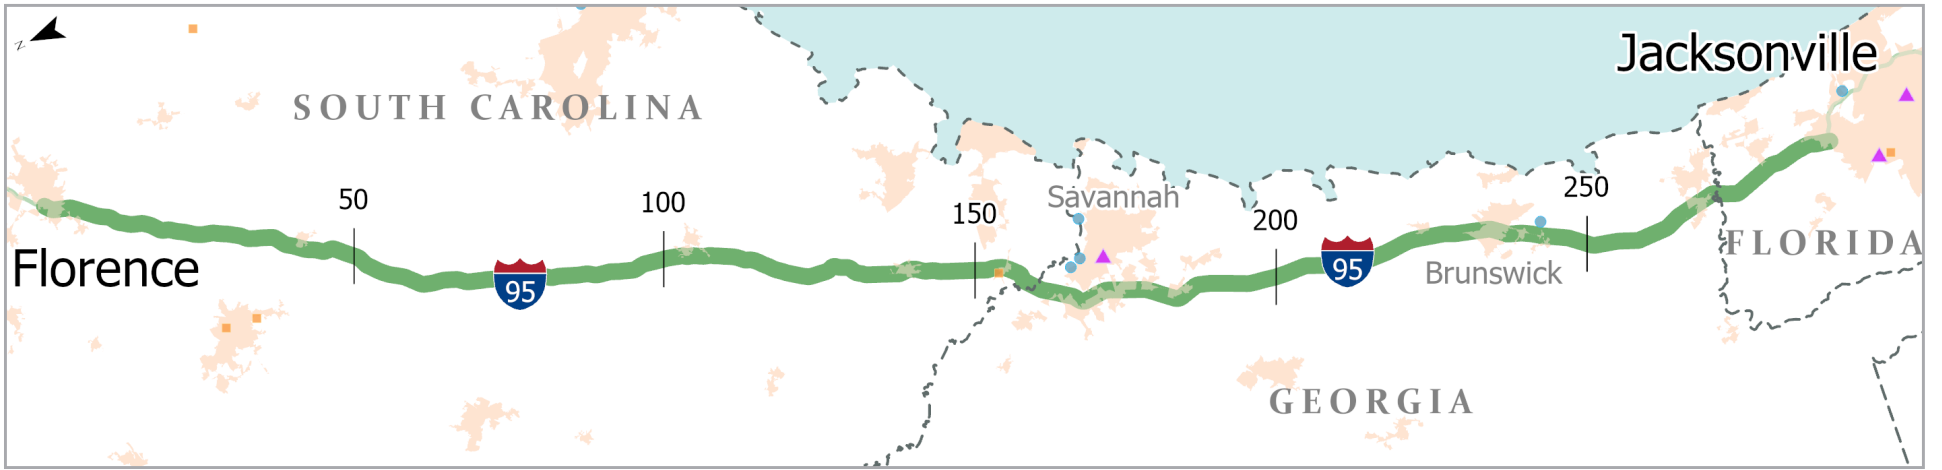 N
Jacksonville
SOUTH CAROLINA
50
100
150
Savannah
200
250
Florence
95
95
Brunswick
FLORIDA
GEORGIA